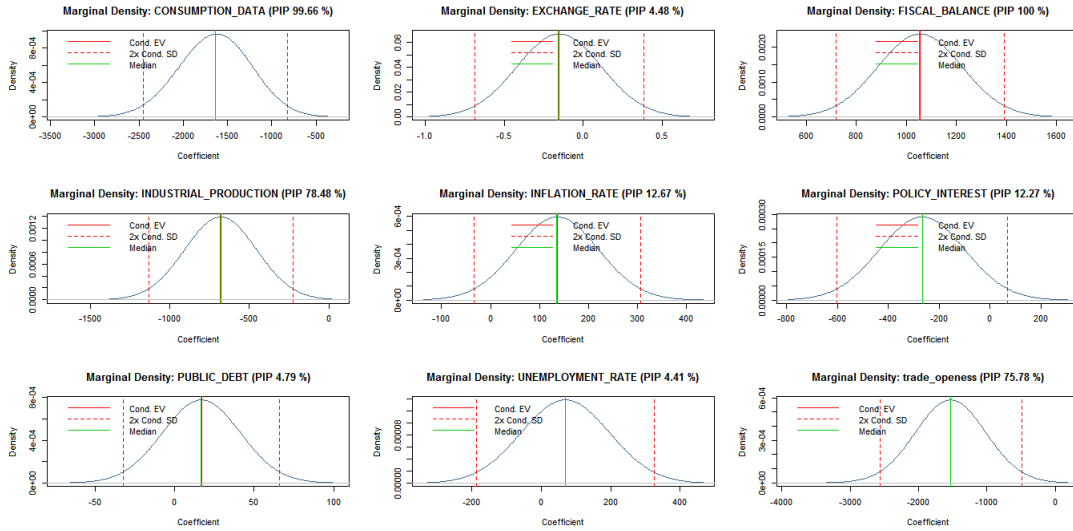 Marginal Density: CONSUMPTION_DATA (PIP 99.66 %)
Density
8e-04
4e-04
0e+00
Cond. EV
2x Cond. SD
Median
-3500 -3000 -2500 -2000 -1500 -1000 -500
Coefficient
Marginal Density: EXCHANGE_RATE (PIP 4.48 %)
Density
0.06
0.04
0.02
0.00
Cond. EV
2x Cond. SD
Median
-1.0 -0.5 0.0 0.5
Coefficient
Marginal Density: FISCAL_BALANCE (PIP 100 %)
Density
0.0020
0.0010
0.0000
Cond. EV
2x Cond. SD
Median
600 800 1000 1200 1400 1600
Coefficient
Marginal Density: INDUSTRIAL_PRODUCTION (PIP 78.48 %)
Density
0.0012
0.0006
0.0000
Cond. EV
2x Cond. SD
Median
-1500 -1000 -500 0
Coefficient
Marginal Density: INFLATION_RATE (PIP 12.67 %)
Density
6e-04
3e-04
0e+00
Cond. EV
2x Cond. SD
Median
-100 0 100 200 300 400
Coefficient
Marginal Density: POLICY_INTEREST (PIP 12.27 %)
Density
0.00030
0.00015
0.00000
Cond. EV
2x Cond. SD
Median
-800 -600 -400 -200 0 200
Coefficient
Marginal Density: PUBLIC_DEBT (PIP 4.79 %)
Density
8e-04
4e-04
0e+00
Cond. EV
2x Cond. SD
Median
-50 0 50 100
Coefficient
Marginal Density: UNEMPLOYMENT_RATE (PIP 4.41 %)
Density
0.00008
0.00000
Cond. EV
2x Cond. SD
Median
-200 0 200 400
Coefficient
Marginal Density: trade_openess (PIP 75.78 %)
Density
6e-04
3e-04
0e+00
Cond. EV
2x Cond. SD
Median
-4000 -3000 -2000 -1000 0
Coefficient